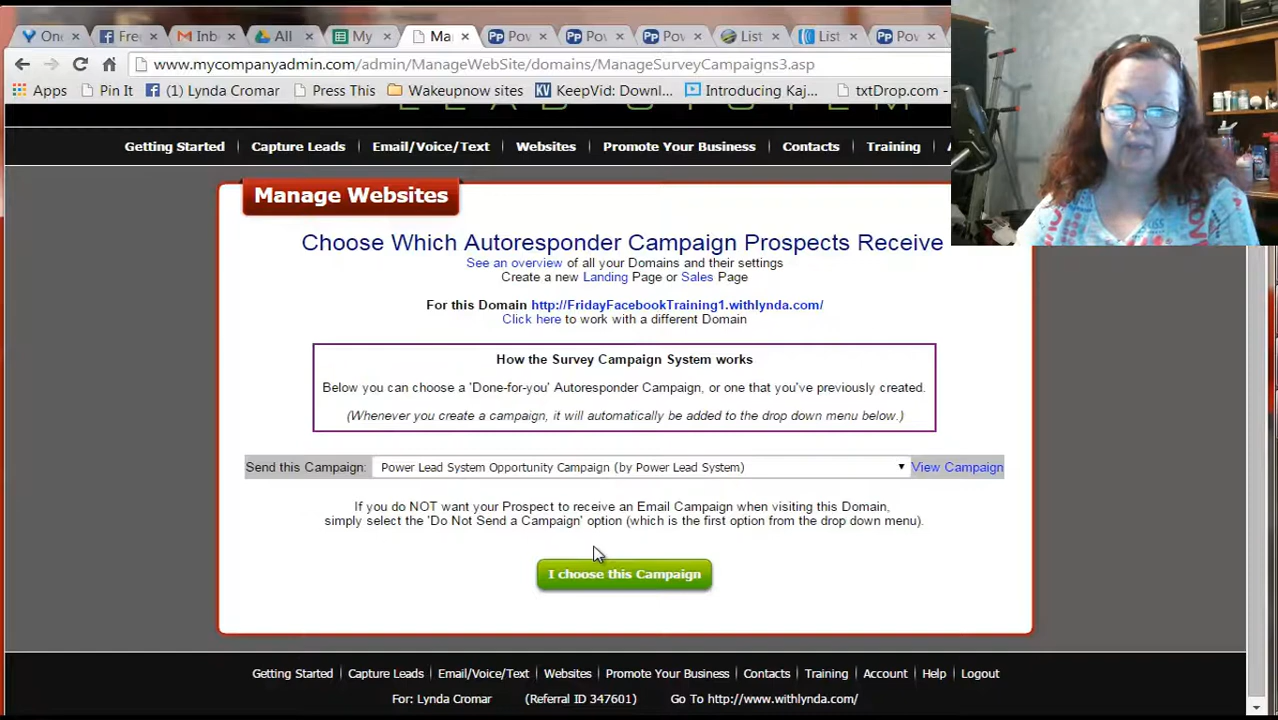 One
Fre
Inb
All
My
Ma
Pow
Pow
Pow
List
List
Pow
www.mycompanyadmin.com/admin/ManageWebSite/domains/ManageSurveyCampaigns3.asp
Apps Pin It (1) Lynda Cromar Press This Wakeupnow sites KeepVid: Downl... Introducing Kaj... txtDrop.com -
LEAD SYSTEM
Getting Started Capture Leads Email/Voice/Text Websites Promote Your Business Contacts Training
Manage Websites
Choose Which Autoresponder Campaign Prospects Receive
See an overview of all your Domains and their settings
Create a new Landing Page or Sales Page
For this Domain http://FridayFacebookTraining1.withlynda.com/
Click here to work with a different Domain
How the Survey Campaign System works
Below you can choose a 'Done-for-you' Autoresponder Campaign, or one that you've previously created.
(Whenever you create a campaign, it will automatically be added to the drop down menu below.)
Send this Campaign: Power Lead System Opportunity Campaign (by Power Lead System) View Campaign
If you do NOT want your Prospect to receive an Email Campaign when visiting this Domain,
simply select the 'Do Not Send a Campaign' option (which is the first option from the drop down menu).
I choose this Campaign
Getting Started Capture Leads Email/Voice/Text Websites Promote Your Business Contacts Training Account Help Logout
For: Lynda Cromar (Referral ID 347601) Go To http://www.withlynda.com/